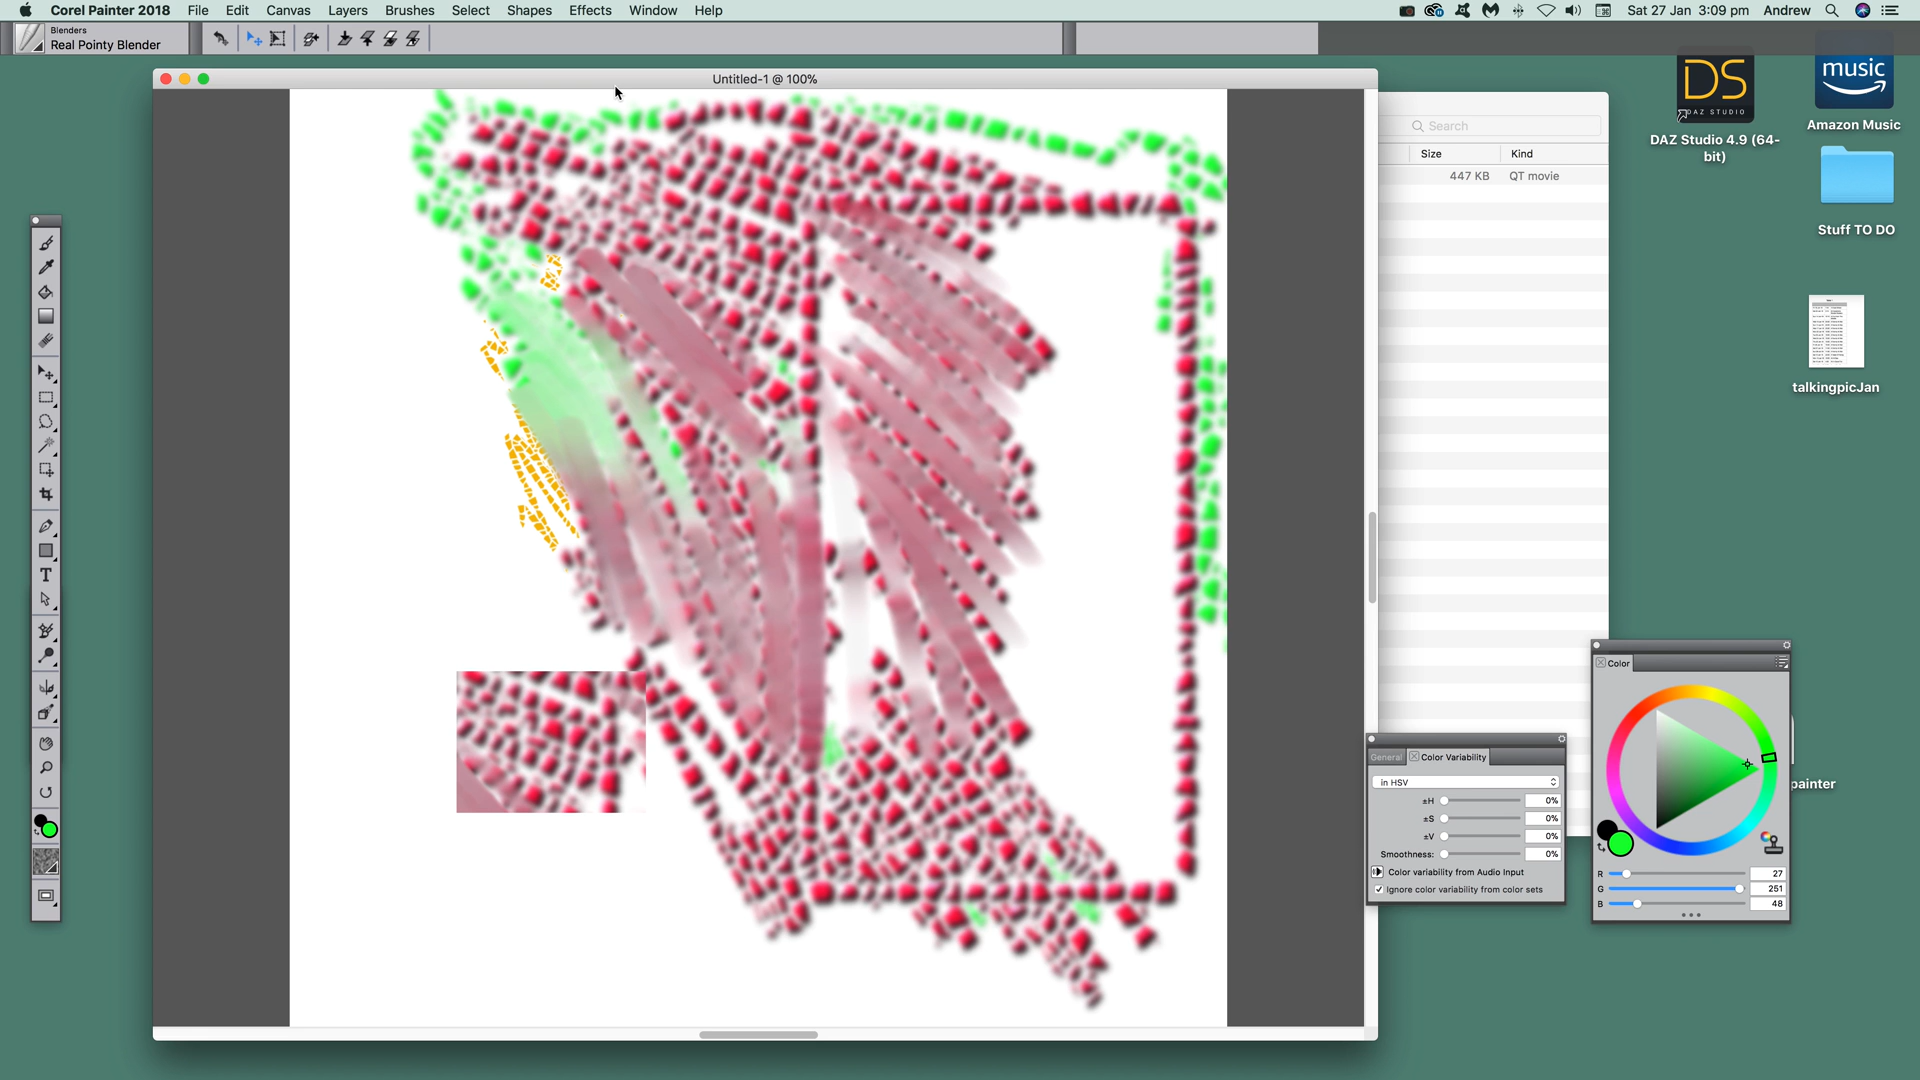 Corel Painter 2018 File Edit Canvas Layers Brushes Select Shapes Effects Window Help
Sat 27 Jan 3:09 pm Andrew
Blenders
Real Pointy Blender
Untitled-1 @ 100%
Search
Size Kind
447 KB QT movie
DS
DAZ STUDIO
DAZ Studio 4.9 (64-
bit)
music
Amazon Music
Stuff TO DO
talkingpicJan
painter
T
General Color Variability
in HSV
±H 0%
±S 0%
±V 0%
Smoothness: 0%
Color variability from Audio Input
Ignore color variability from color sets
Color
R 27
G 251
B 48